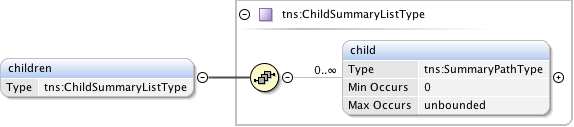 tns:ChildSummaryListType
children
Type tns:ChildSummaryListType
0..∞
child
Type tns:SummaryPathType
Min Occurs 0
Max Occurs unbounded